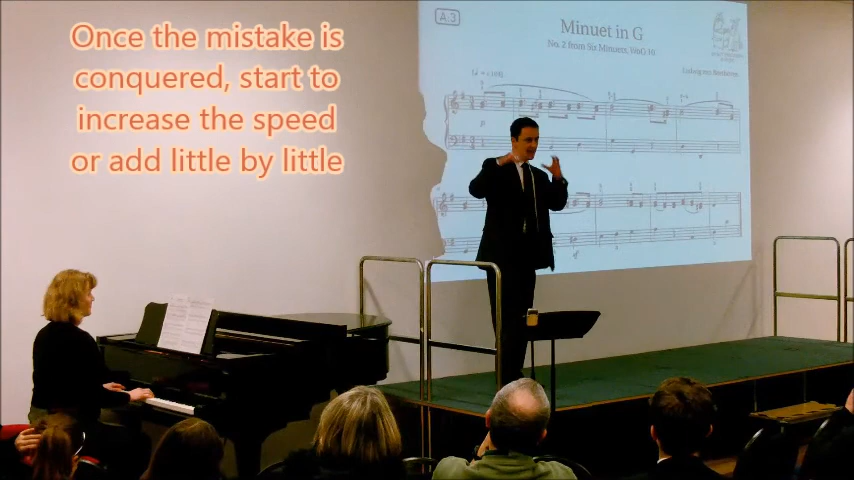 Once the mistake is
conquered, start to
increase the speed
or add little by little
A:3
Minuet in G
No. 2 from Six Minuets, WoO 10
Ludwig van Beethoven